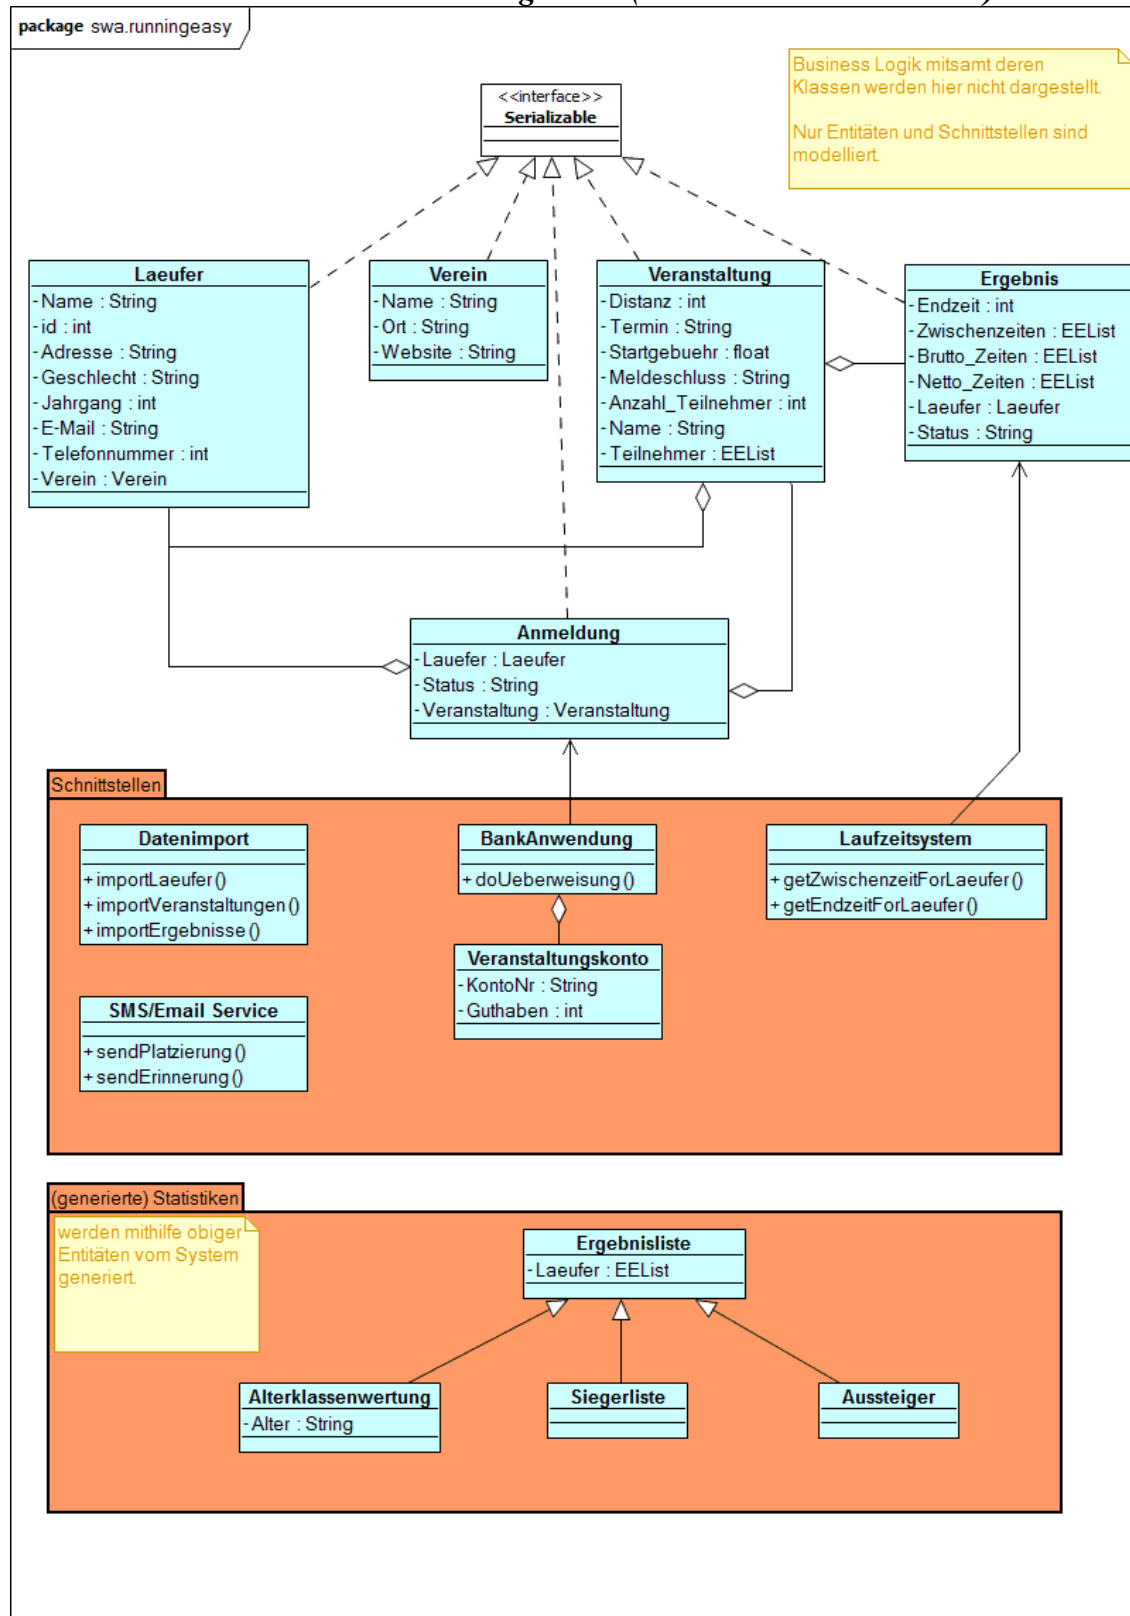 package swa.runningeasy
Business Logik mitsamt deren
Klassen werden hier nicht dargestellt.
Nur Entitäten und Schnittstellen sind
modelliert.
<<interface>>
Serializable
Laeufer
- Name : String
- id : int
- Adresse : String
- Geschlecht : String
- Jahrgang : int
- E-Mail : String
- Telefonnummer : int
- Verein : Verein
Verein
- Name : String
- Ort : String
- Website : String
Veranstaltung
- Distanz : int
- Termin : String
- Startgebuehr : float
- Meldeschluss : String
- Anzahl_Teilnehmer : int
- Name : String
- Teilnehmer : EEList
Ergebnis
- Endzeit : int
- Zwischenzeiten : EEList
- Brutto_Zeiten : EEList
- Netto_Zeiten : EEList
- Laeufer : Laeufer
- Status : String
Anmeldung
- Lauefer : Laeufer
- Status : String
- Veranstaltung : Veranstaltung
Schnittstellen
Datenimport
+ importLaeufer()
+ importVeranstaltungen()
+ importErgebnisse()
BankAnwendung
+ doUeberweisung()
Laufzeitsystem
+ getZwischenzeitForLaeufer()
+ getEndzeitForLaeufer()
Veranstaltungskonto
- KontoNr : String
- Guthaben : int
SMS/Email Service
+ sendPlatzierung()
+ sendErinnerung()
(generierte) Statistiken
werden mithilfe obiger
Entitäten vom System
generiert.
Ergebnisliste
- Laeufer : EEList
Alterklassenwertung
- Alter : String
Siegerliste
Aussteiger